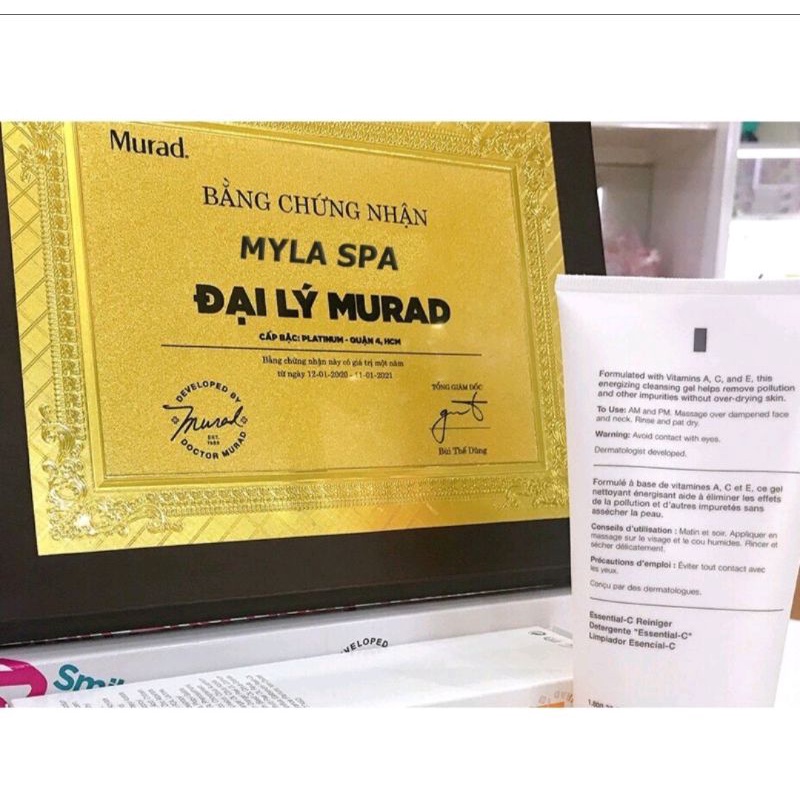 Murad.
BẰNG CHỨNG NHẬN
MYLA SPA
ĐẠI LÝ MURAD
CẤP BẬC: PLATINUM - QUẬN 4, HCM
Bằng chứng nhận này có giá trị một năm
từ ngày 12-01-2020 - 11-01-2021
DEVELOPED BY
Murad
EST.
1989
DOCTOR MURAD
TỔNG GIÁM ĐỐC
Bùi Thế Dũng
Formulated with Vitamins A, C, and E, this
energizing cleansing gel helps remove pollution
and other impurities without over-drying skin.
To Use: AM and PM. Massage over dampened face
and neck. Rinse and pat dry.
Warning: Avoid contact with eyes.
Dermatologist developed.
Formulé à base de vitamines A, C et E, ce gel
nettoyant énergisant aide à éliminer les effets
de la pollution et d'autres impuretés sans
assécher la peau.
Conseils d'utilisation : Matin et soir. Appliquer en
massage sur le visage et le cou humides. Rincer et
sécher délicatement.
Précautions d'emploi : Éviter tout contact avec
les yeux.
Conçu par des dermatologues.
Essential-C Reiniger
Detergente "Essential-C"
Limpiador Esencial-C
VELOPED
Smil